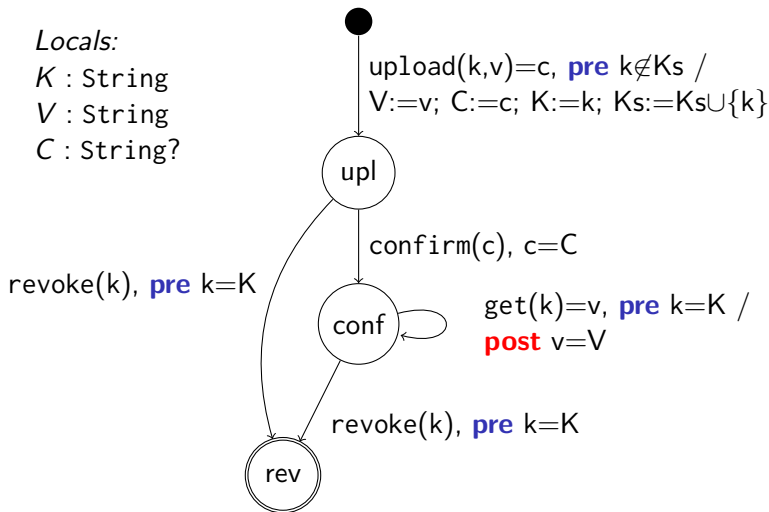 Locals:
K : String
V : String
C : String?
upload(k,v)=c, pre k∉Ks /
V:=v; C:=c; K:=k; Ks:=Ks∪{k}
upl
confirm(c), c=C
revoke(k), pre k=K
conf
get(k)=v, pre k=K /
post v=V
revoke(k), pre k=K
rev